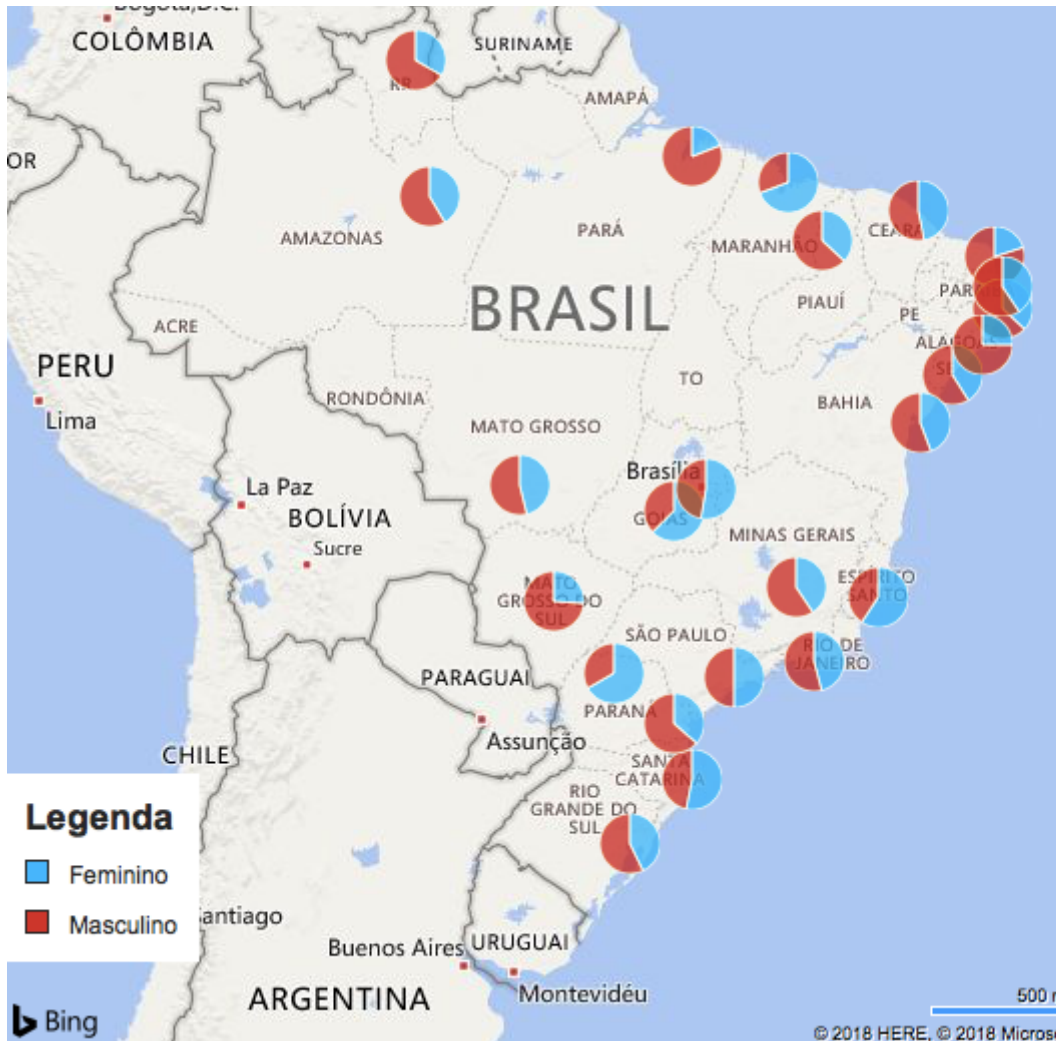 Bogotá,D.C.
COLÔMBIA
SURINAME
RR
AMAPÁ
OR
AMAZONAS
PARÁ
MARANHÃO
CEARÁ
BRASIL
PIAUÍ
PE
ACRE
ALAGOAS
PERU
RONDÔNIA
TO
BAHIA
Lima
MATO GROSSO
La Paz
Brasília
BOLÍVIA
GOIÁS
Sucre
MINAS GERAIS
MATO
GROSSO DO
SUL
ESPÍRITO
SANTO
SÃO PAULO
RIO DE
JANEIRO
PARAGUAI
PARANÁ
Assunção
CHILE
SANTA
CATARINA
RIO
GRANDE DO
SUL
Legenda
Feminino
Masculino
Santiago
Buenos Aires
URUGUAI
Montevidéu
ARGENTINA
500 m
Bing
© 2018 HERE, © 2018 Microso